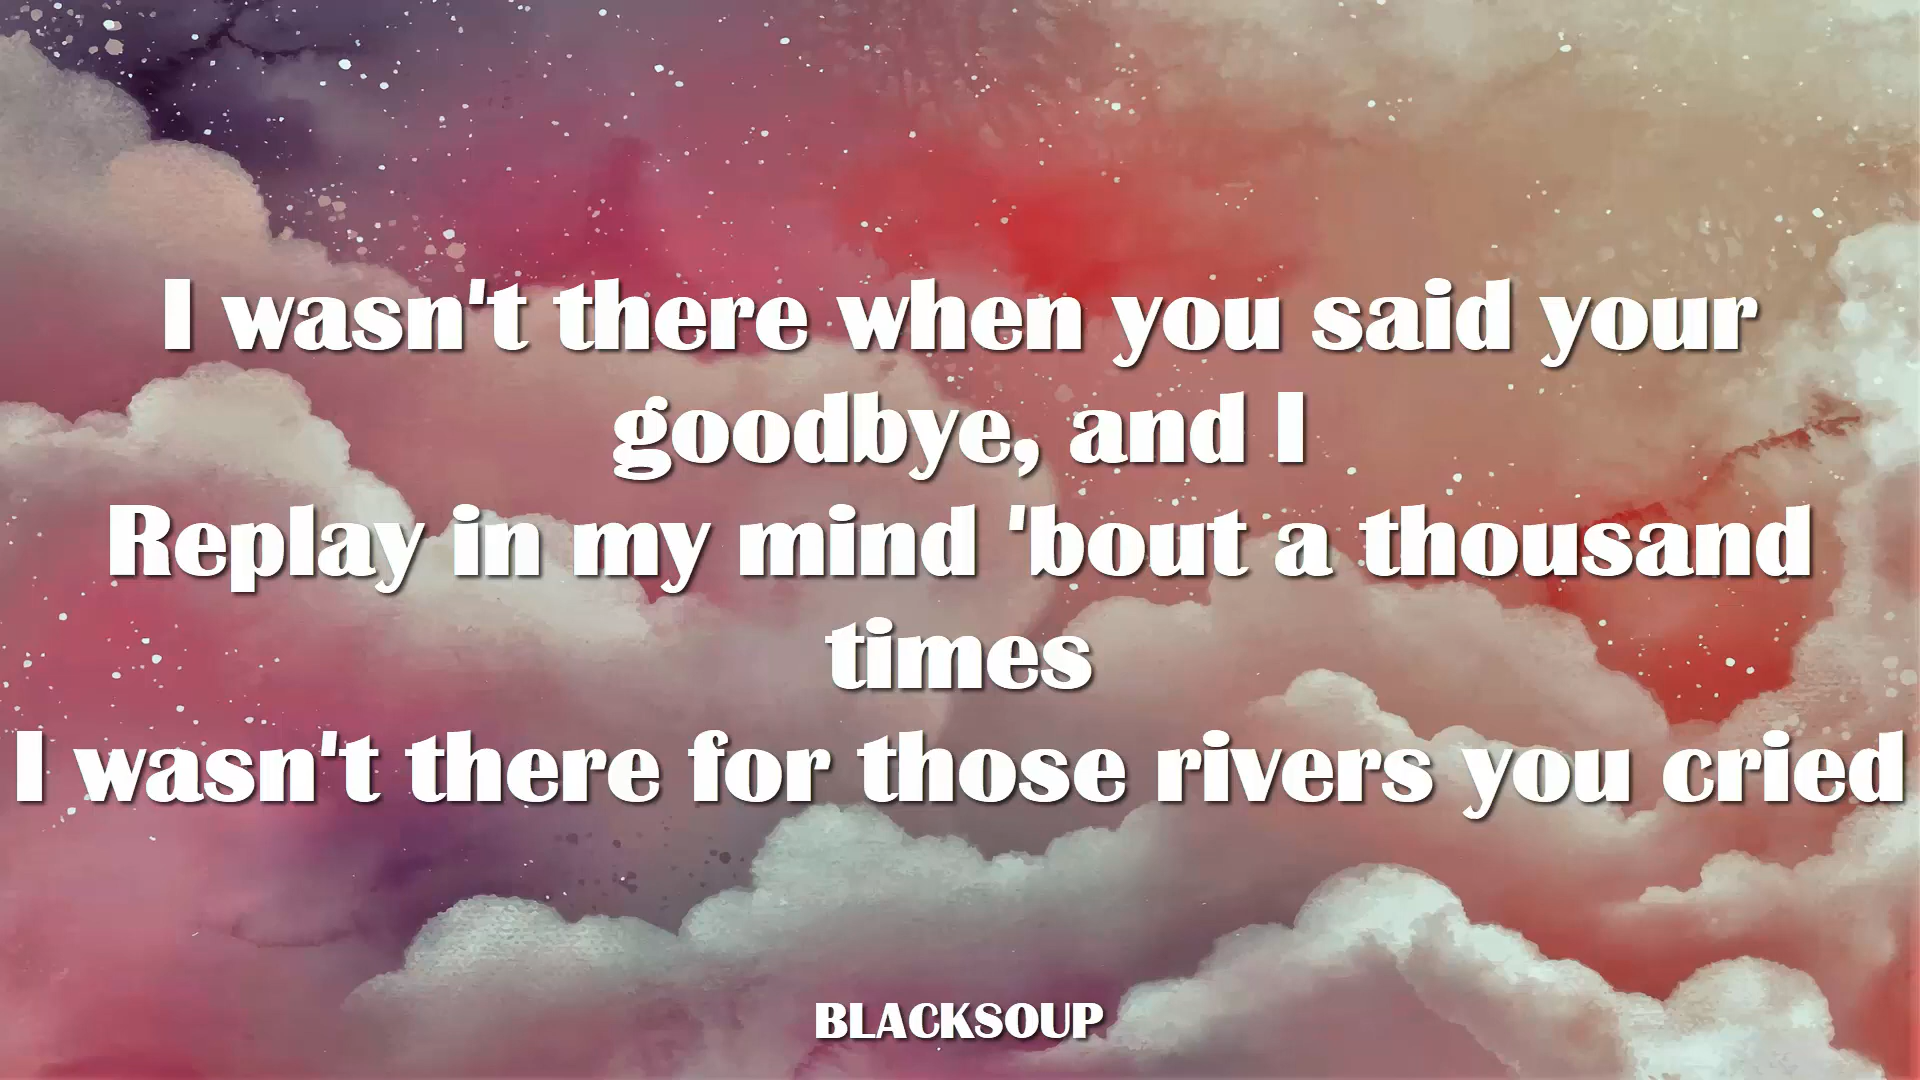 I wasn't there when you said your
goodbye, and I
Replay in my mind 'bout a thousand
times
I wasn't there for those rivers you cried
BLACKSOUP